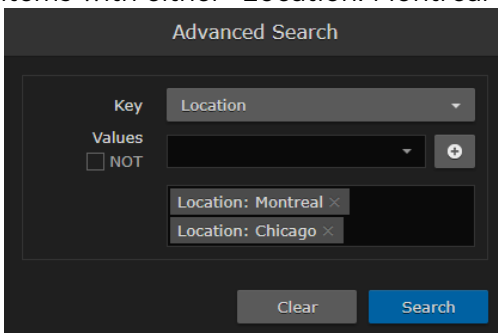 Advanced Search
Key Location
Values
NOT
Location: Montreal ×
Location: Chicago ×
Clear Search